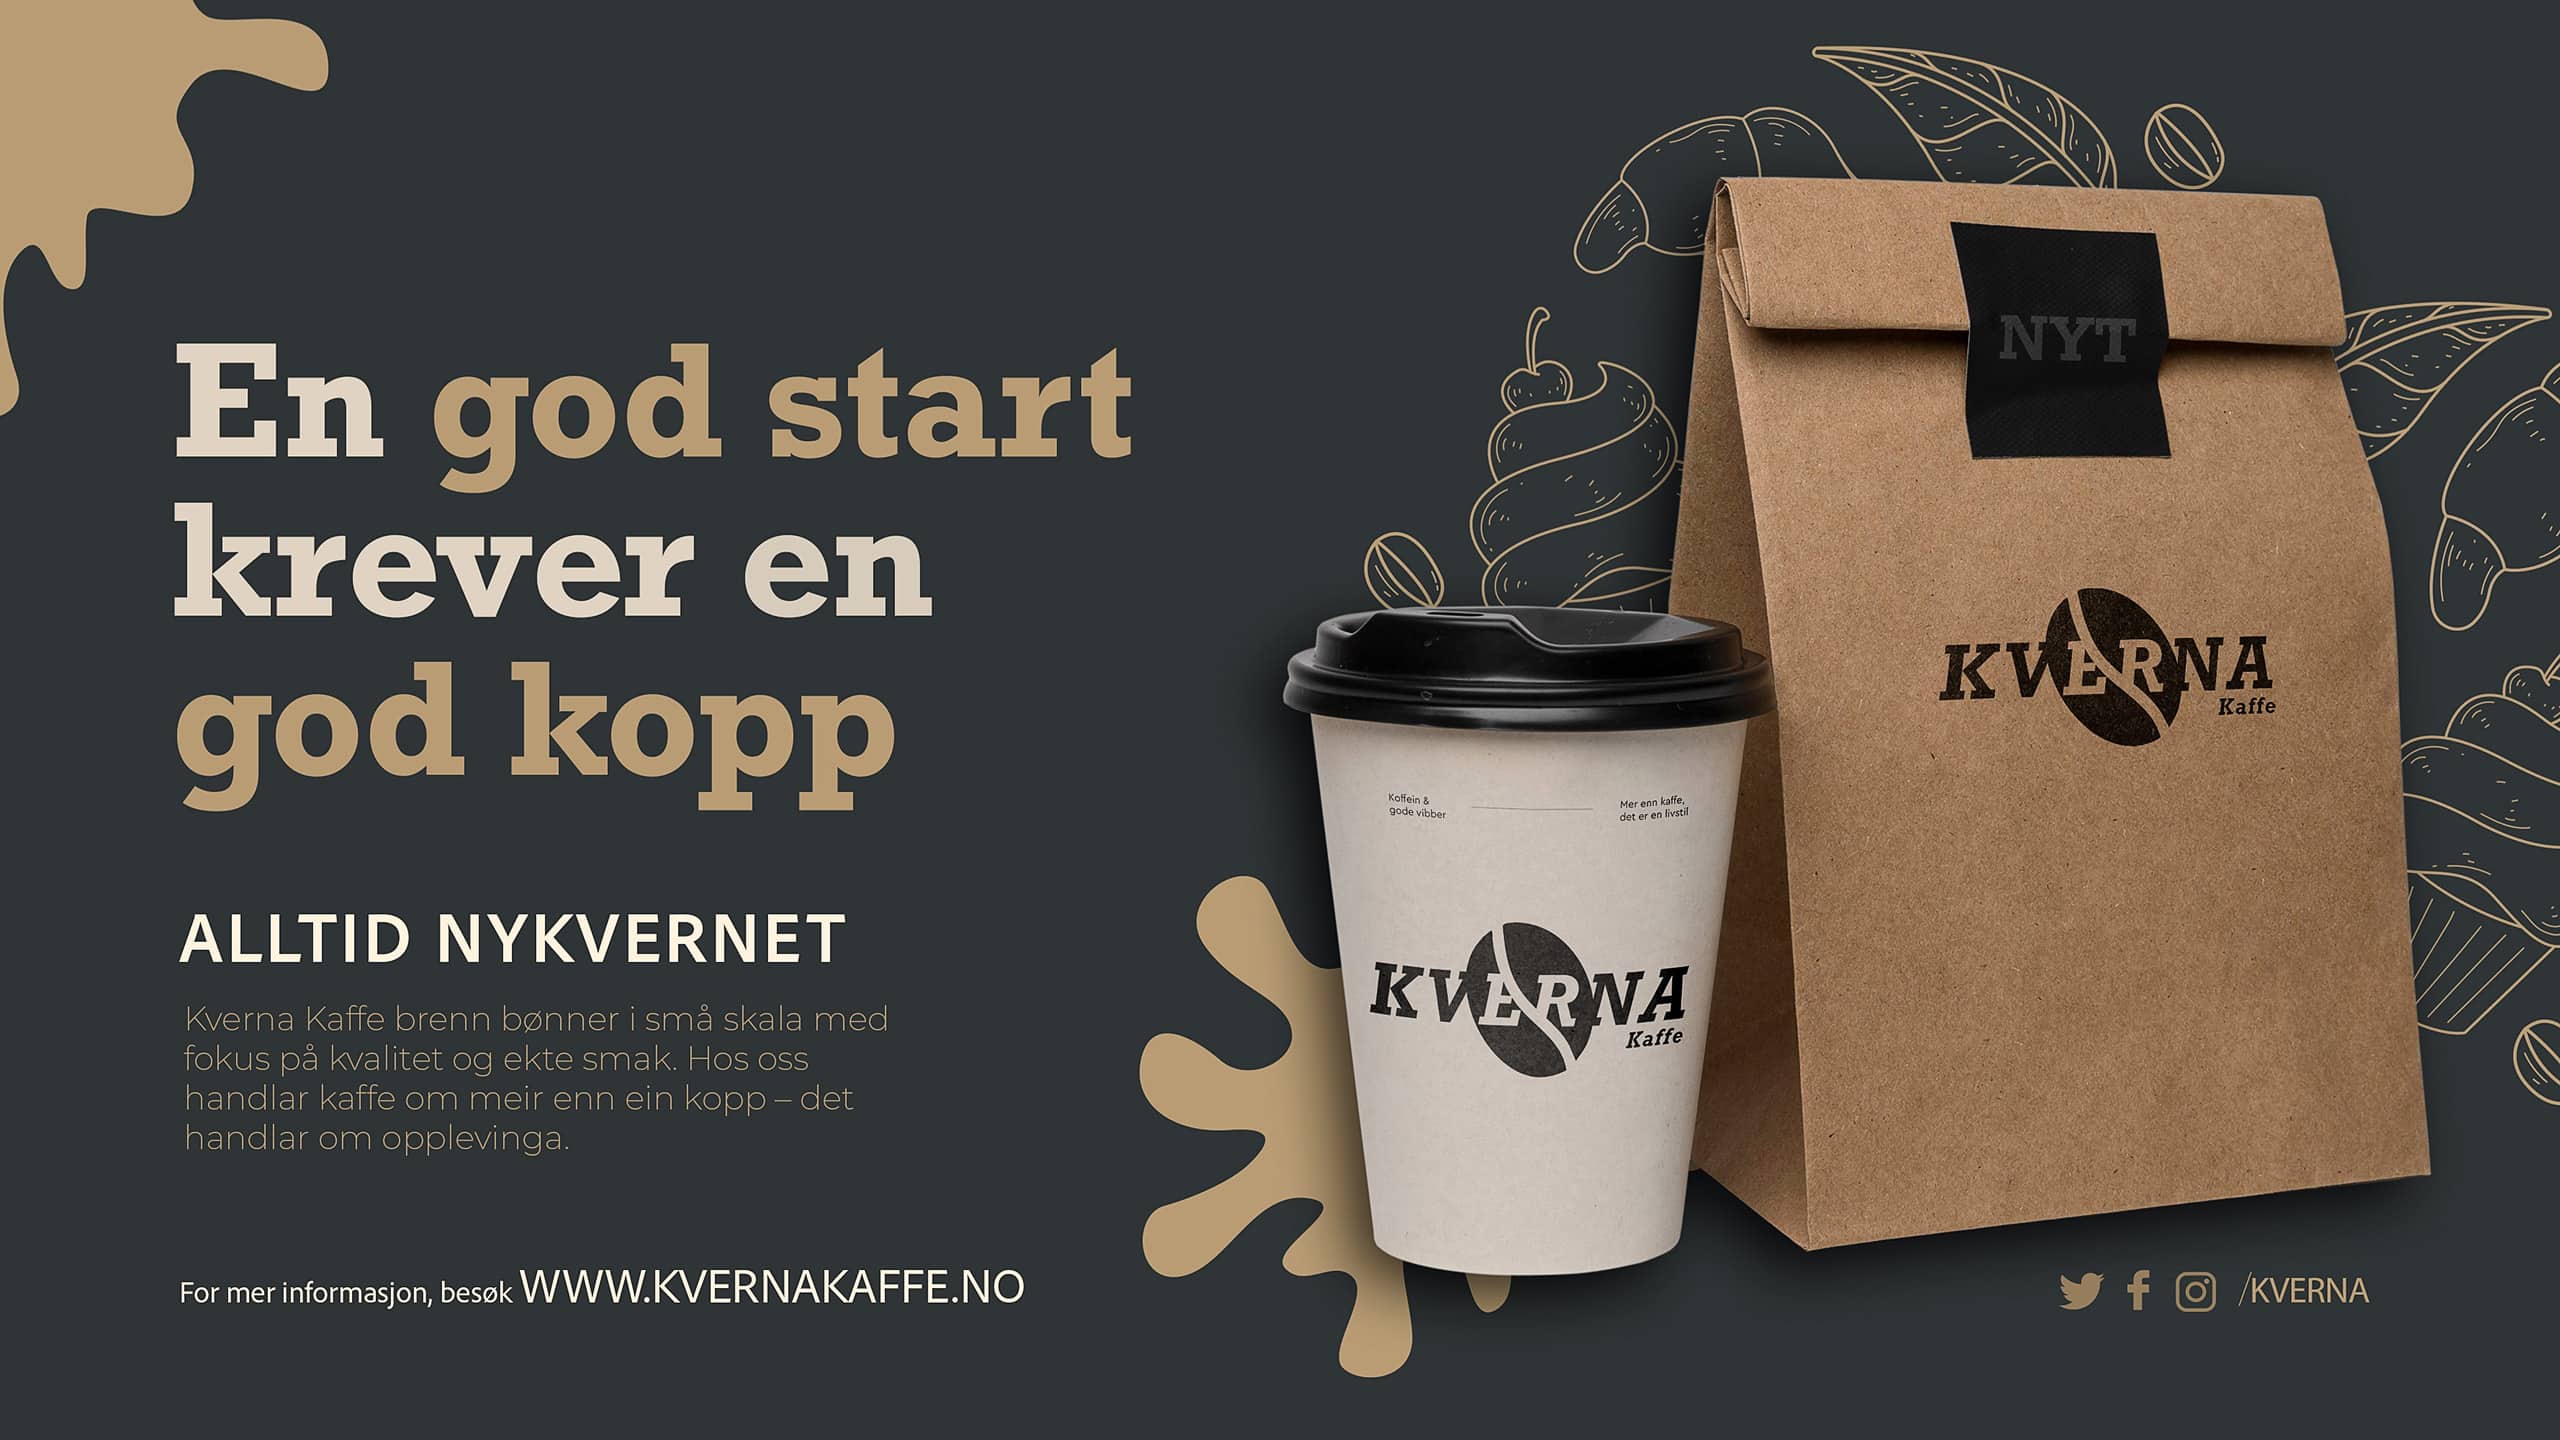 En god start
krever en
god kopp
ALLTID NYKVERNET
Kverna Kaffe brenn bønner i små skala med
fokus på kvalitet og ekte smak. Hos oss
handlar kaffe om meir enn ein kopp – det
handlar om opplevinga.
For mer informasjon, besøk WWW.KVERNAKAFFE.NO
NYT
KVERNA
Kaffe
Koffein &
gode vibber
Mer enn kaffe,
det er en livstil
KVERNA
Kaffe
/KVERNA